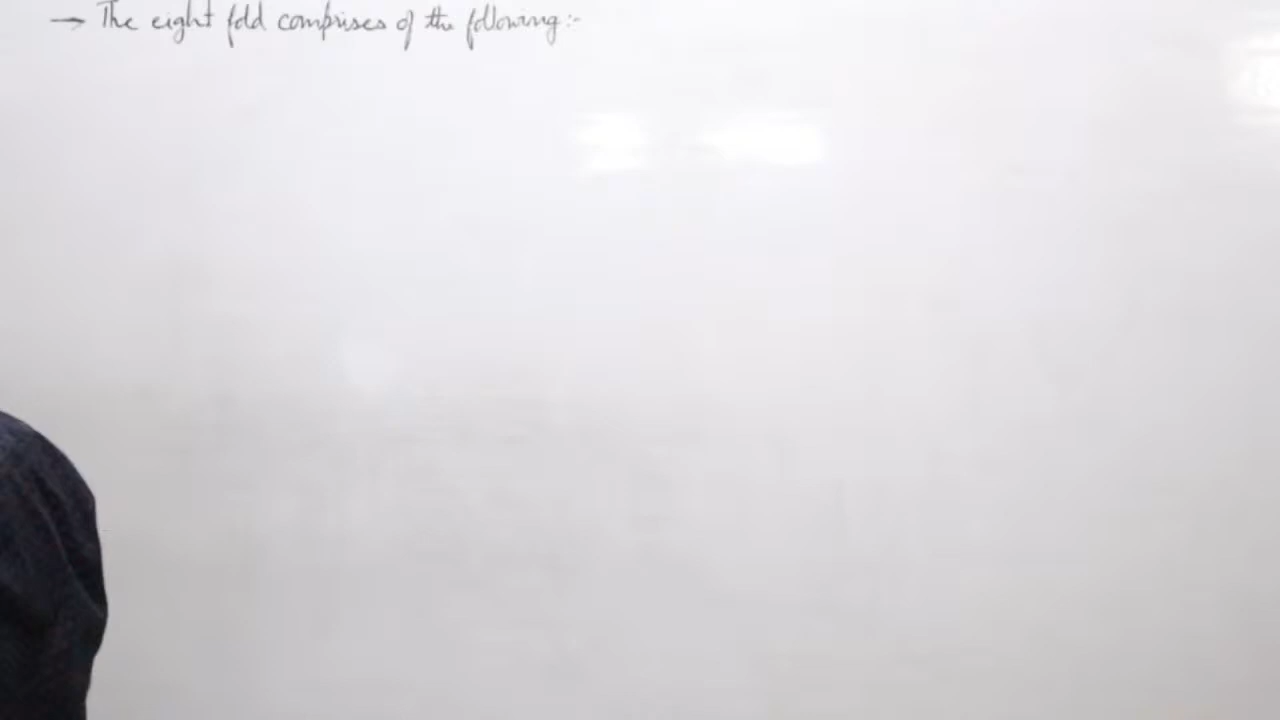 → The eight fold comprises of the following:-